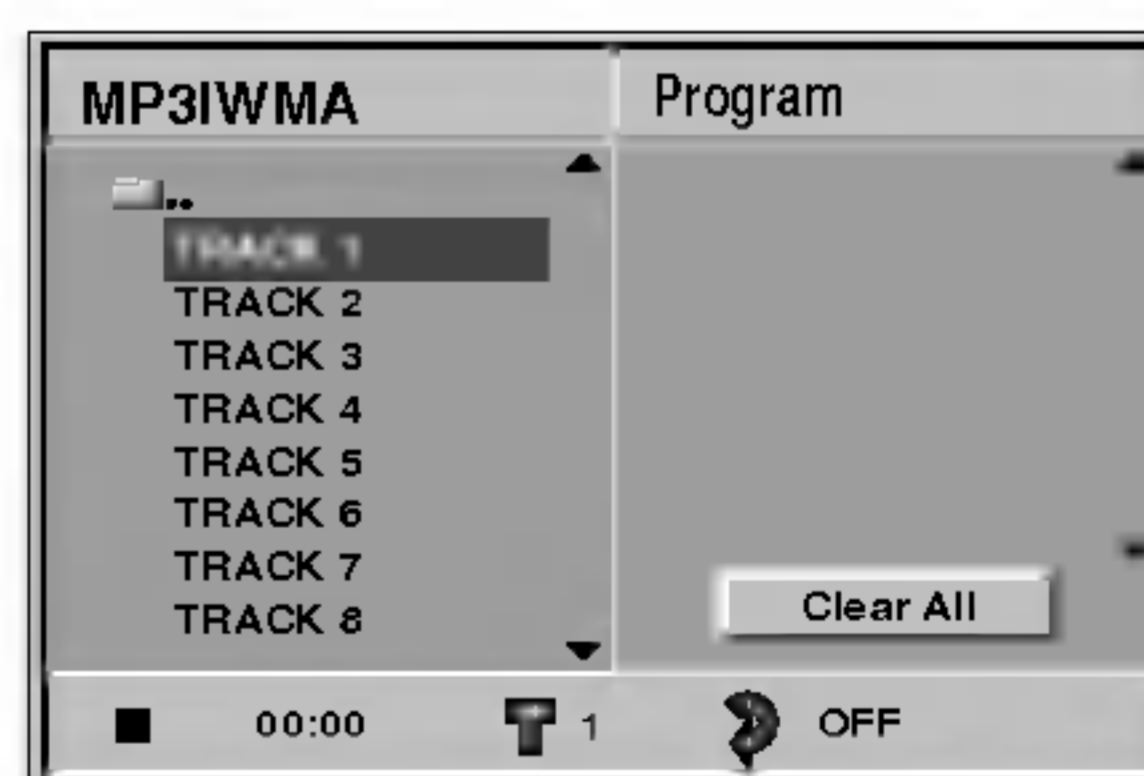 MP3IWMA
Program
..
TRACK 1
TRACK 2
TRACK 3
TRACK 4
TRACK 5
TRACK 6
TRACK 7
TRACK 8
Clear All
00:00 T 1 OFF